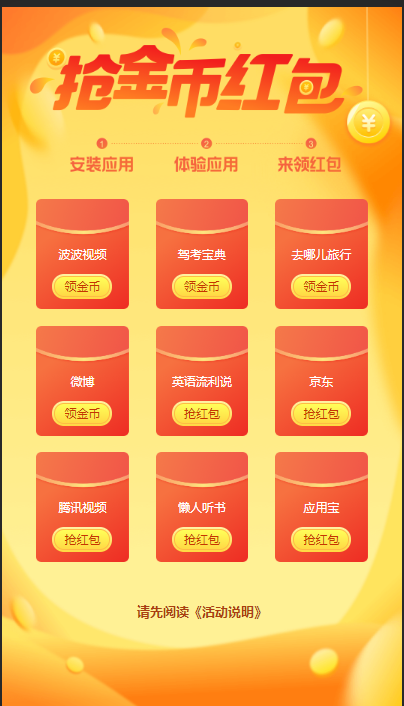 抢金币红包
¥
¥
¥
1 2 3
安装应用 体验应用 来领红包
波波视频 驾考宝典 去哪儿旅行
领金币 领金币 领金币
微博 英语流利说 京东
领金币 抢红包 抢红包
腾讯视频 懒人听书 应用宝
抢红包 抢红包 抢红包
请先阅读《活动说明》